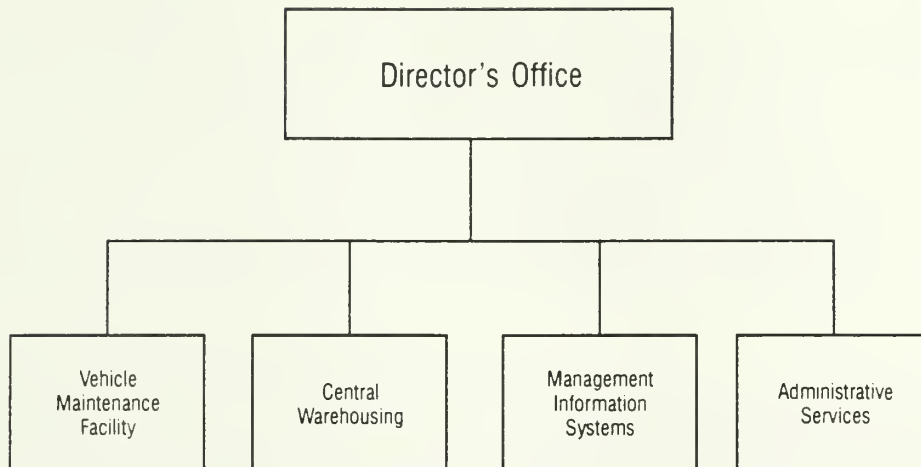 Director's Office
Vehicle
Maintenance
Facility
Central
Warehousing
Management
Information
Systems
Administrative
Services